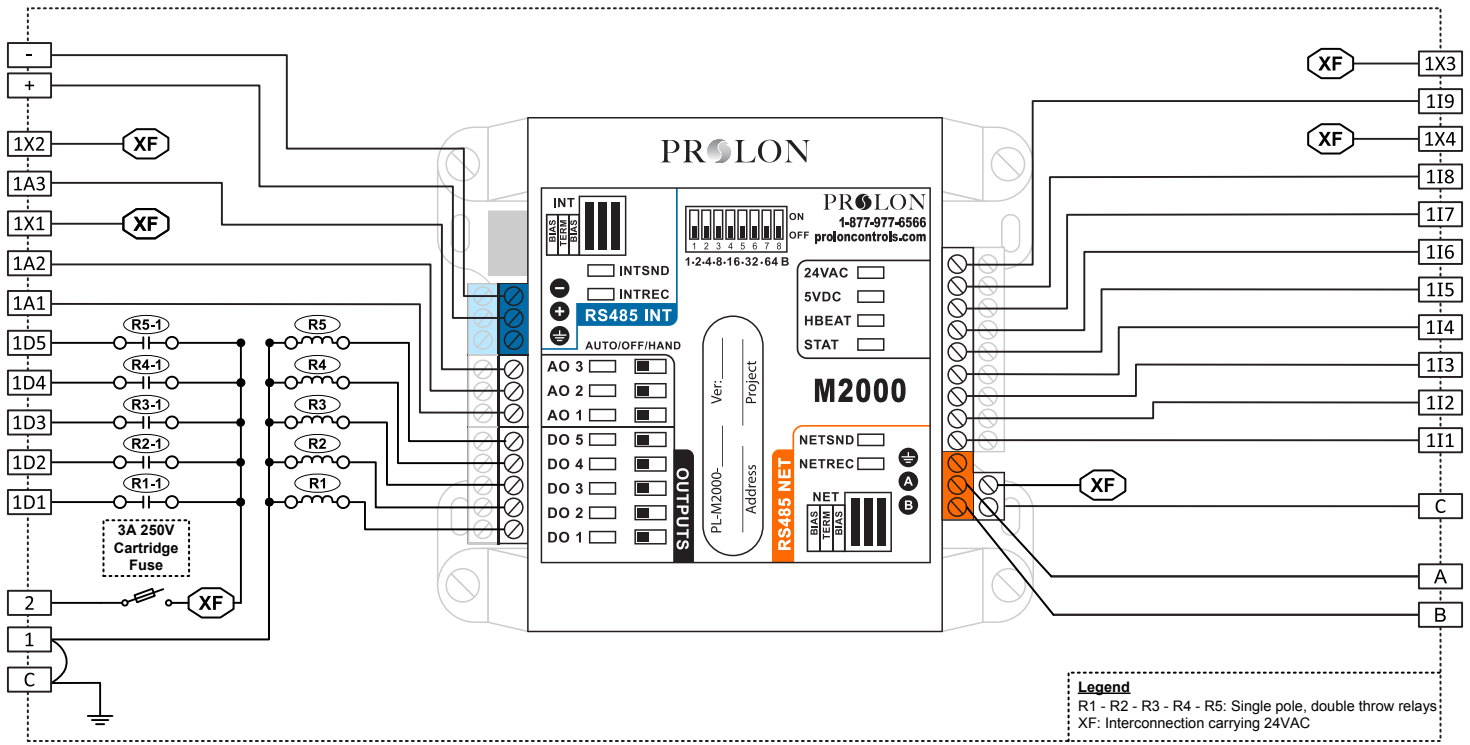 -
+
1X2
XF
1A3
1X1
XF
1A2
1A1
1D5
R5-1
R5
1D4
R4-1
R4
1D3
R3-1
R3
1D2
R2-1
R2
1D1
R1-1
R1
3A 250V
Cartridge
Fuse
2
XF
1
C
PROLON
INT
BIAS
TERM
BIAS
INTSND
INTREC
RS485 INT
ON
OFF
1 2 3 4 5 6 7 8
1·2·4·8·16·32·64 B
PROLON
1-877-977-6566
proloncontrols.com
24VAC
5VDC
HBEAT
STAT
AUTO/OFF/HAND
AO 3
AO 2
AO 1
DO 5
DO 4
DO 3
DO 2
DO 1
OUTPUTS
Ver:
Project
PL-M2000-
Address
M2000
NETSND
NETREC
RS485 NET
NET
BIAS
TERM
BIAS
A
B
XF
1X3
1I9
XF
1X4
1I8
1I7
1I6
1I5
1I4
1I3
1I2
1I1
XF
C
A
B
Legend
R1 - R2 - R3 - R4 - R5: Single pole, double throw relays
XF: Interconnection carrying 24VAC